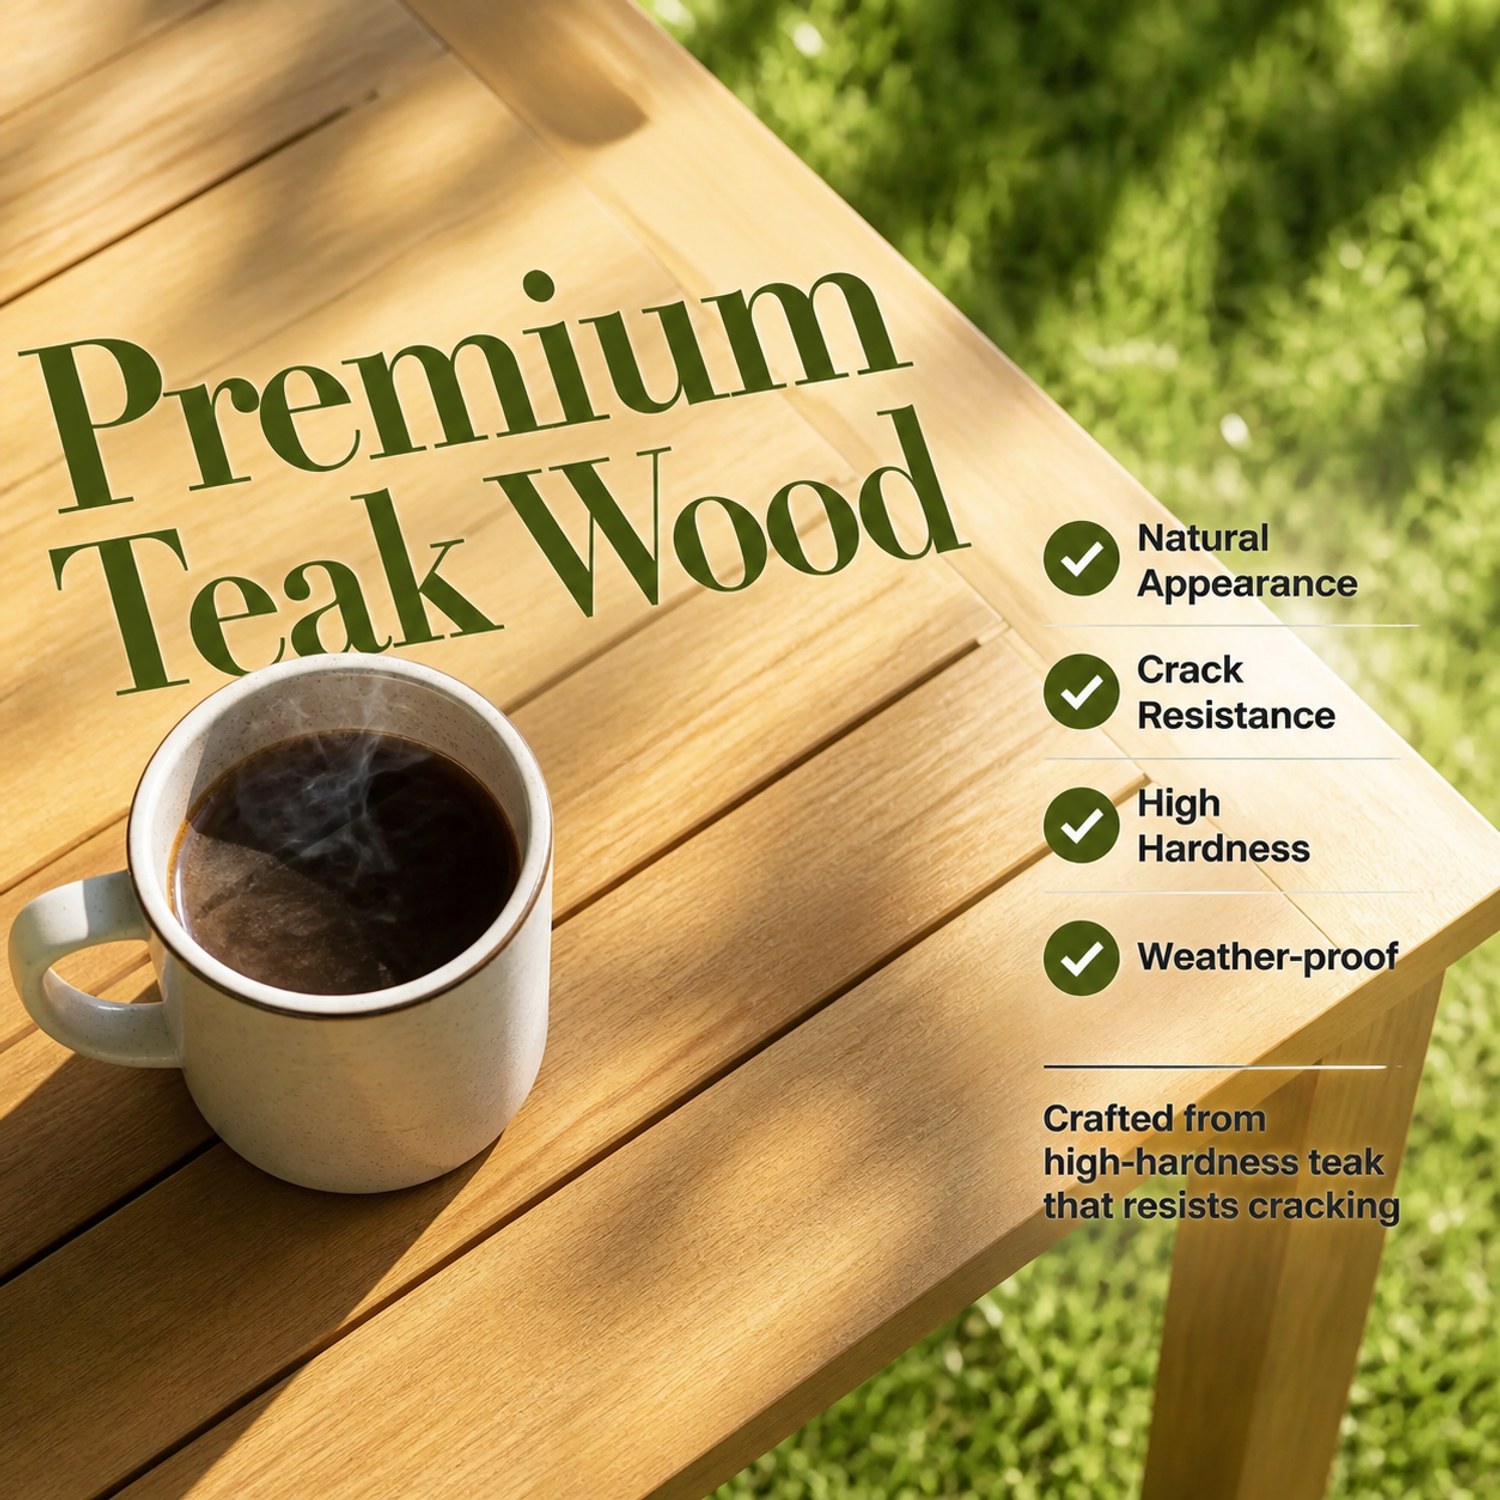 Premium
Teak Wood
Natural
Appearance
Crack
Resistance
High
Hardness
Weather-proof
Crafted from
high-hardness teak
that resists cracking